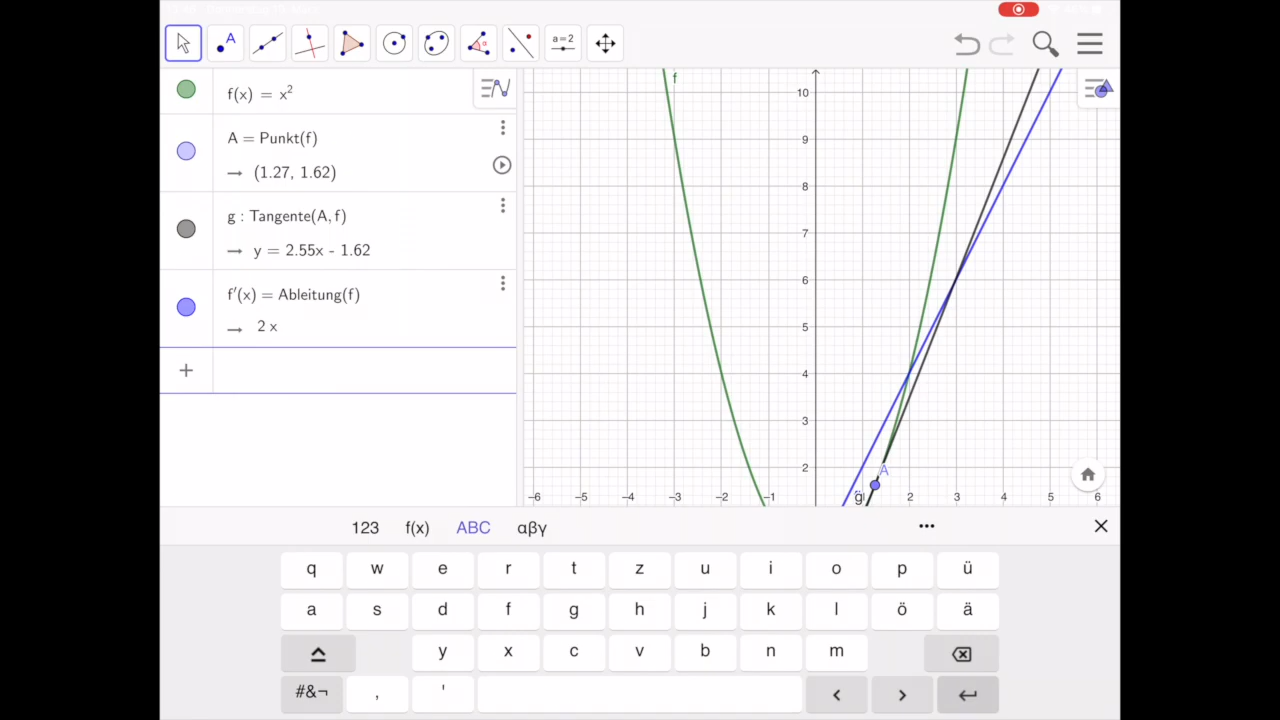 a=2
f(x) = x²
A = Punkt(f)
→ (1.27, 1.62)
g : Tangente(A, f)
→ y = 2.55x - 1.62
f′(x) = Ableitung(f)
→ 2 x
+
f
10
9
8
7
6
5
4
3
2
A
g
−6 −5 −4 −3 −2 −1 2 3 4 5 6
123 f(x) ABC αβγ ...
q w e r t z u i o p ü
a s d f g h j k l ö ä
y x c v b n m
#&¬ , '